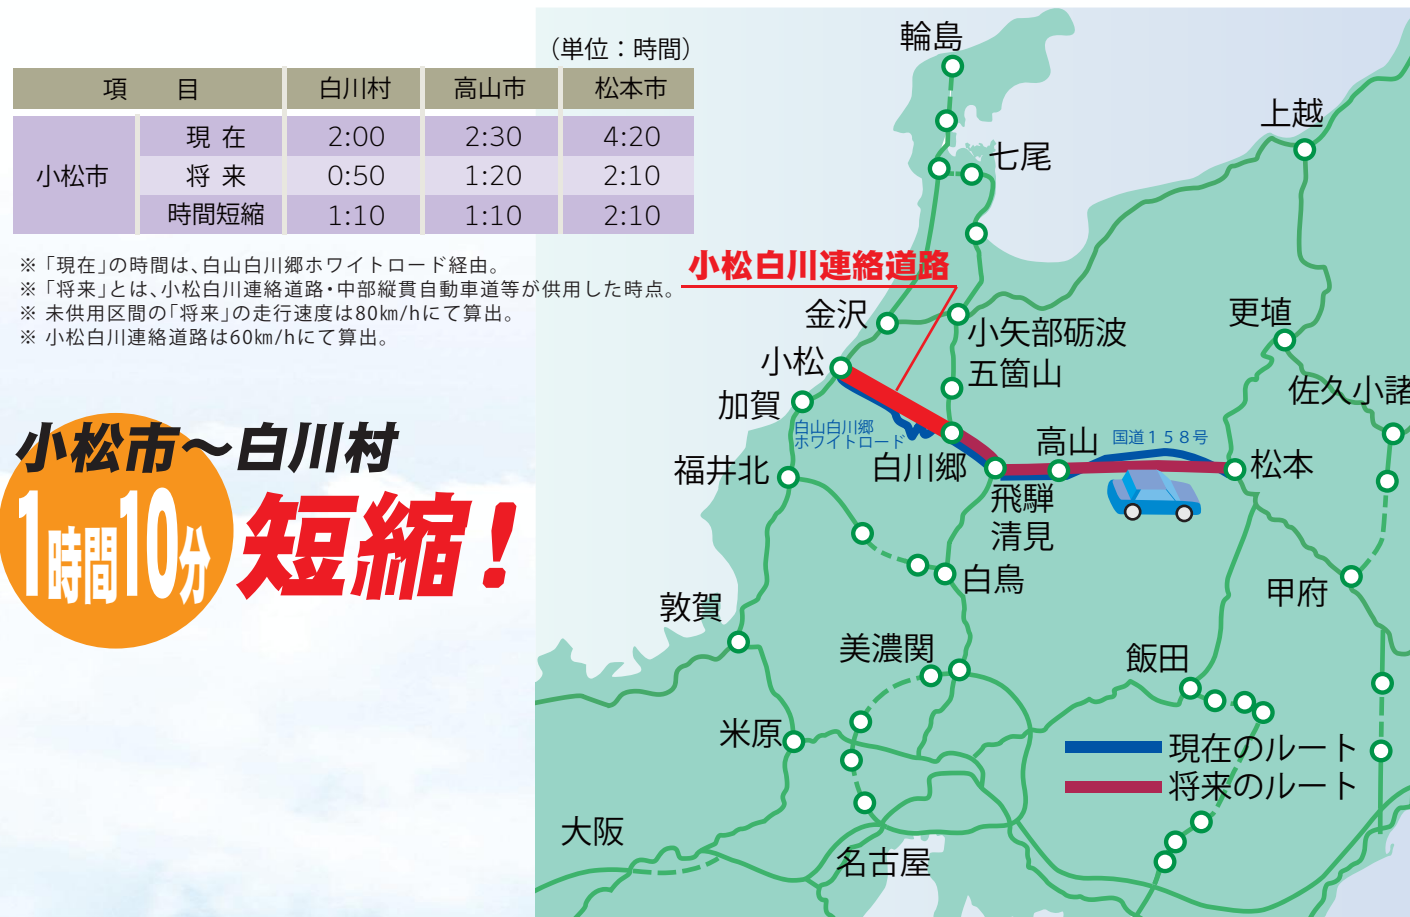 (単位：時間)
項　目 白川村 高山市 松本市
小松市 現 在 2:00 2:30 4:20
将 来 0:50 1:20 2:10
時間短縮 1:10 1:10 2:10
※「現在」の時間は、白山白川郷ホワイトロード経由。
※「将来」とは、小松白川連絡道路・中部縦貫自動車道等が供用した時点。
※ 未供用区間の「将来」の走行速度は80㎞/hにて算出。
※ 小松白川連絡道路は60㎞/hにて算出。
小松市～白川村
1時間10分
短縮！
輪島
七尾
上越
小松白川連絡道路
金沢
小矢部砺波
更埴
小松
五箇山
佐久小諸
加賀
白山白川郷
ホワイトロード
高山
国道１５８号
福井北
白川郷
松本
飛騨
清見
白鳥
甲府
敦賀
美濃関
飯田
米原
現在のルート
将来のルート
大阪
名古屋